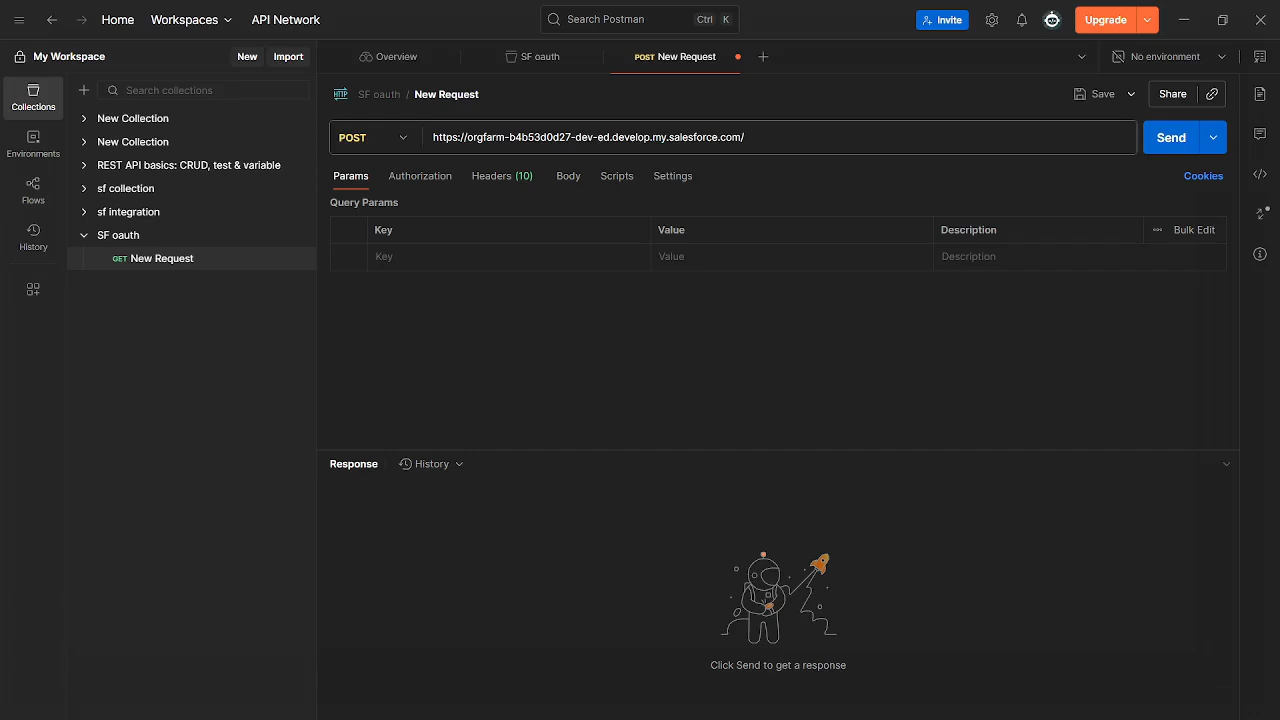 Home Workspaces API Network Search Postman Ctrl K Invite Upgrade
My Workspace New Import Overview SF oauth POST New Request No environment
Collections
Environments
Flows
History
Search collections
New Collection
New Collection
REST API basics: CRUD, test & variable
sf collection
sf integration
SF oauth
GET New Request
HTTP SF oauth / New Request Save Share
POST https://orgfarm-b4b53d0d27-dev-ed.develop.my.salesforce.com/ Send
Params Authorization Headers (10) Body Scripts Settings Cookies
Query Params
Key Value Description Bulk Edit
Key Value Description
Response History
Click Send to get a response